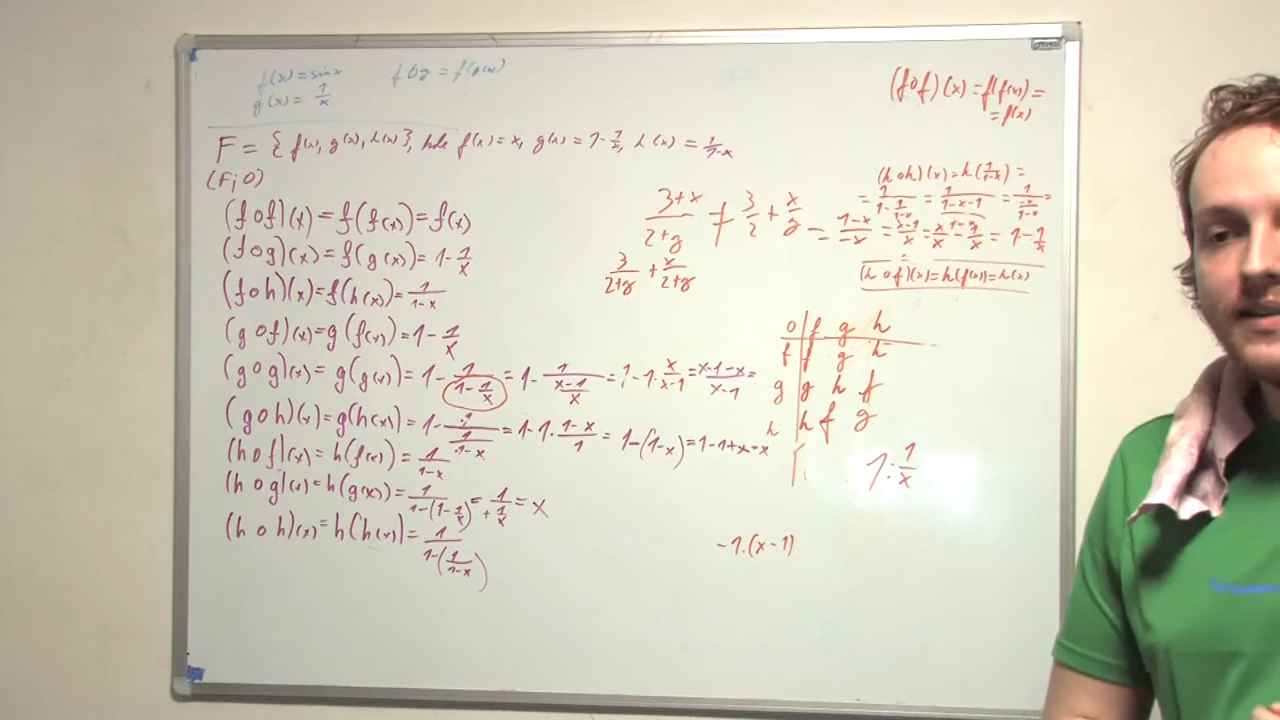 f(x) = sin x    f o g = f(g(x))
g(x) = 1/x
(f o f)(x) = f(f(x)) =
= f(x)
F = { f(x), g(x), h(x) }, f(x) = x, g(x) = 1 - 1/x, h(x) = 1/(1-x)
(F; O)
(f o f)(x) = f(f(x)) = f(x)
(f o g)(x) = f(g(x)) = 1 - 1/x
(f o h)(x) = f(h(x)) = 1/(1-x)
(g o f)(x) = g(f(x)) = 1 - 1/x
(g o g)(x) = g(g(x)) = 1 - 1/(1 - 1/x) = 1 - 1/((x-1)/x) = 1 - 1 · x/(x-1) = (x-1-x)/(x-1) =
(g o h)(x) = g(h(x)) = 1 - 1/(1/(1-x)) = 1 - 1 · (1-x)/1 = 1 - (1-x) = 1 - 1 + x = x
(h o f)(x) = h(f(x)) = 1/(1-x)
(h o g)(x) = h(g(x)) = 1/(1-(1-1/x)) = 1/(+1/x) = x
(h o h)(x) = h(h(x)) = 1/(1-(1/(1-x)))
(3+x)/(2+y) ≠ 3/2 + x/y
3/(2+y) + x/(2+y)
(h o h)(x) = h(1/(1-x)) =
= 1/(1 - 1/(1-x)) = 1/((1-x-1)/(1-x)) = 1/(-x/(1-x)) =
= (1-x)/(-x) = (x-1)/x = x/x - 1/x = 1 - 1/x
(h o f)(x) = h(f(x)) = h(x)
o f g h
f f g h
g g h f
h h f g
1 : 1/x
-1.(x-1)